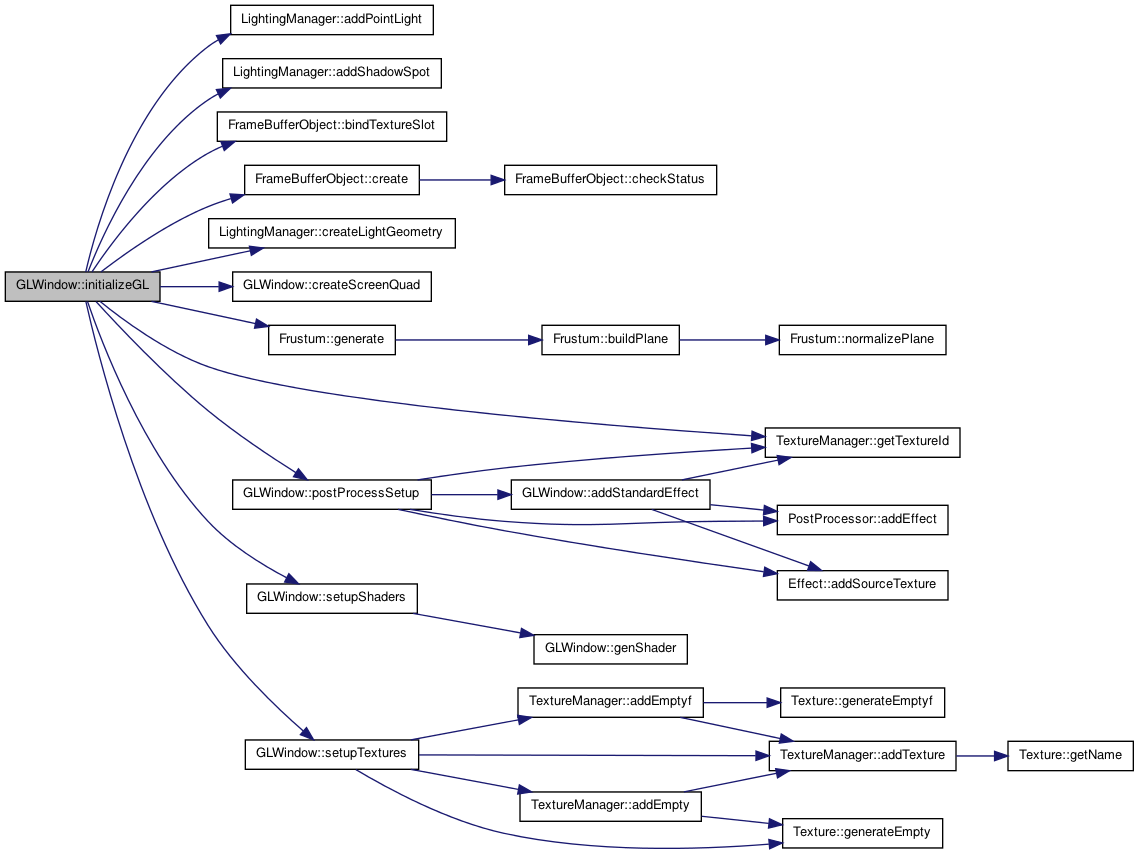 LightingManager::addPointLight
LightingManager::addShadowSpot
FrameBufferObject::bindTextureSlot
FrameBufferObject::create
FrameBufferObject::checkStatus
LightingManager::createLightGeometry
GLWindow::initializeGL
GLWindow::createScreenQuad
Frustum::generate
Frustum::buildPlane
Frustum::normalizePlane
TextureManager::getTextureId
GLWindow::postProcessSetup
GLWindow::addStandardEffect
PostProcessor::addEffect
Effect::addSourceTexture
GLWindow::setupShaders
GLWindow::genShader
TextureManager::addEmptyf
Texture::generateEmptyf
GLWindow::setupTextures
TextureManager::addTexture
Texture::getName
TextureManager::addEmpty
Texture::generateEmpty